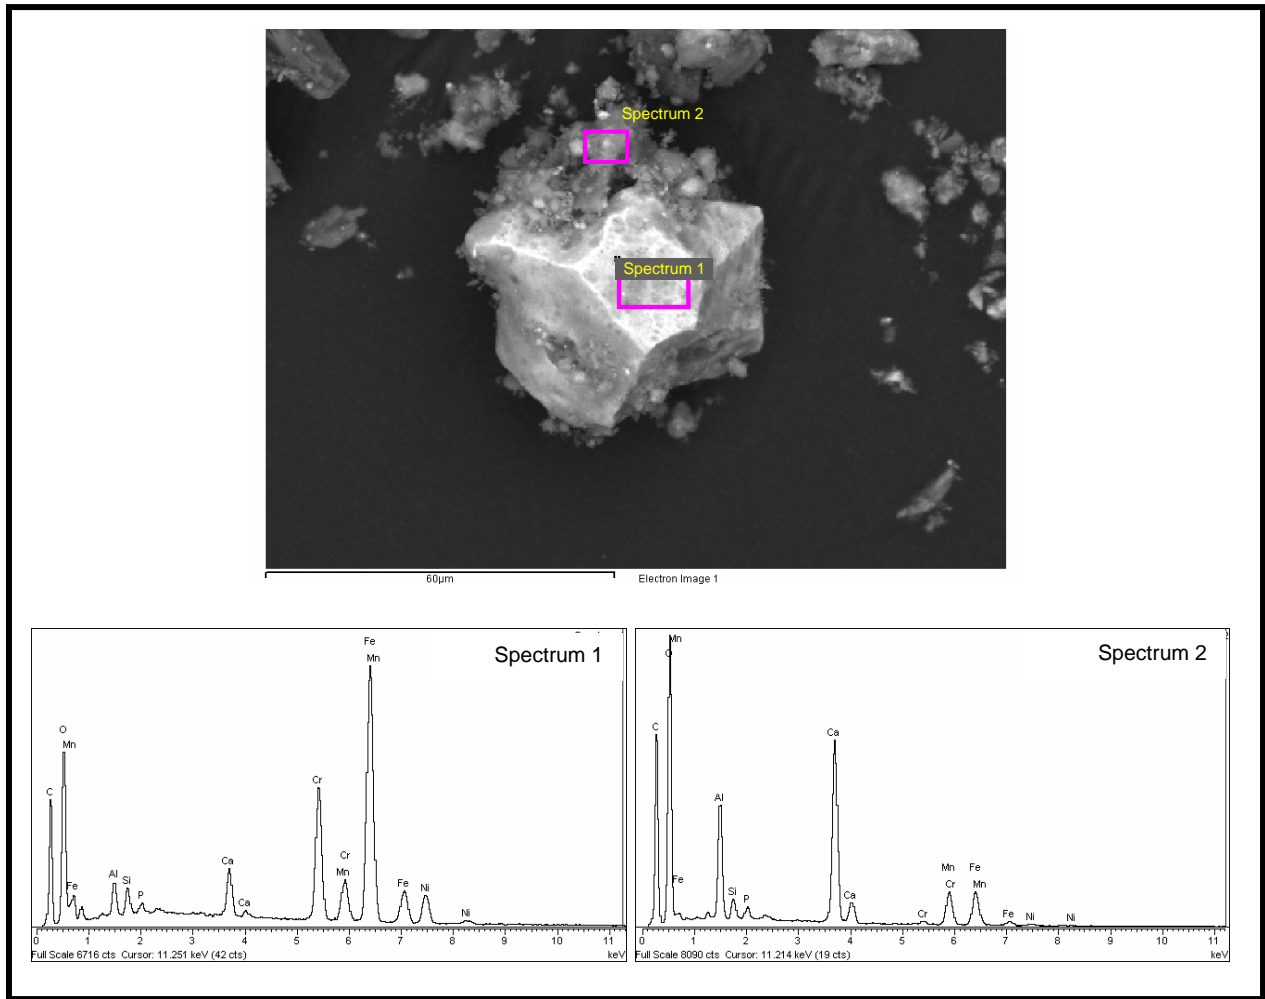 Spectrum 2
Spectrum 1
60µm
Electron Image 1
Spectrum 1
Fe
Mn
O
Mn
Cr
C
Ca
Cr
Al
Mn
Fe
Si
Fe
Ni
P
Ca
Ni
0 1 2 3 4 5 6 7 8 9 10 11
Full Scale 6716 cts Cursor: 11.251 keV (42 cts)
keV
Spectrum 2
Mn
O
C
Ca
Al
Mn
Fe
Fe
Cr
Mn
Si
P
Ca
Cr
Fe
Ni
Ni
0 1 2 3 4 5 6 7 8 9 10 11
Full Scale 8090 cts Cursor: 11.214 keV (19 cts)
keV